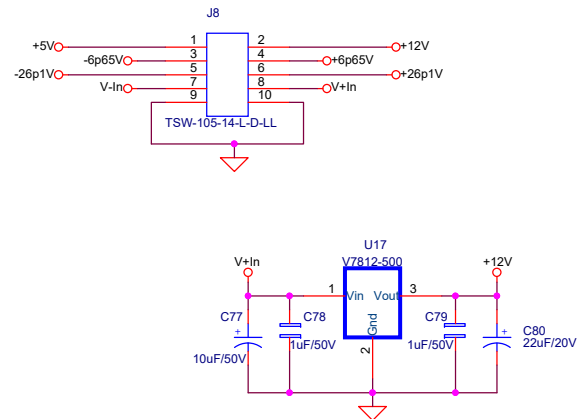 J8
+5V 1 2 +12V
-6p65V 3 4 +6p65V
-26p1V 5 6 +26p1V
V-In 7 8 V+In
9 10
TSW-105-14-L-D-LL
U17
V+In V7812-500 +12V
1 Vin Vout 3
C77 C78 C79 C80
+ Gnd +
10uF/50V 1uF/50V 2 1uF/50V 22uF/20V